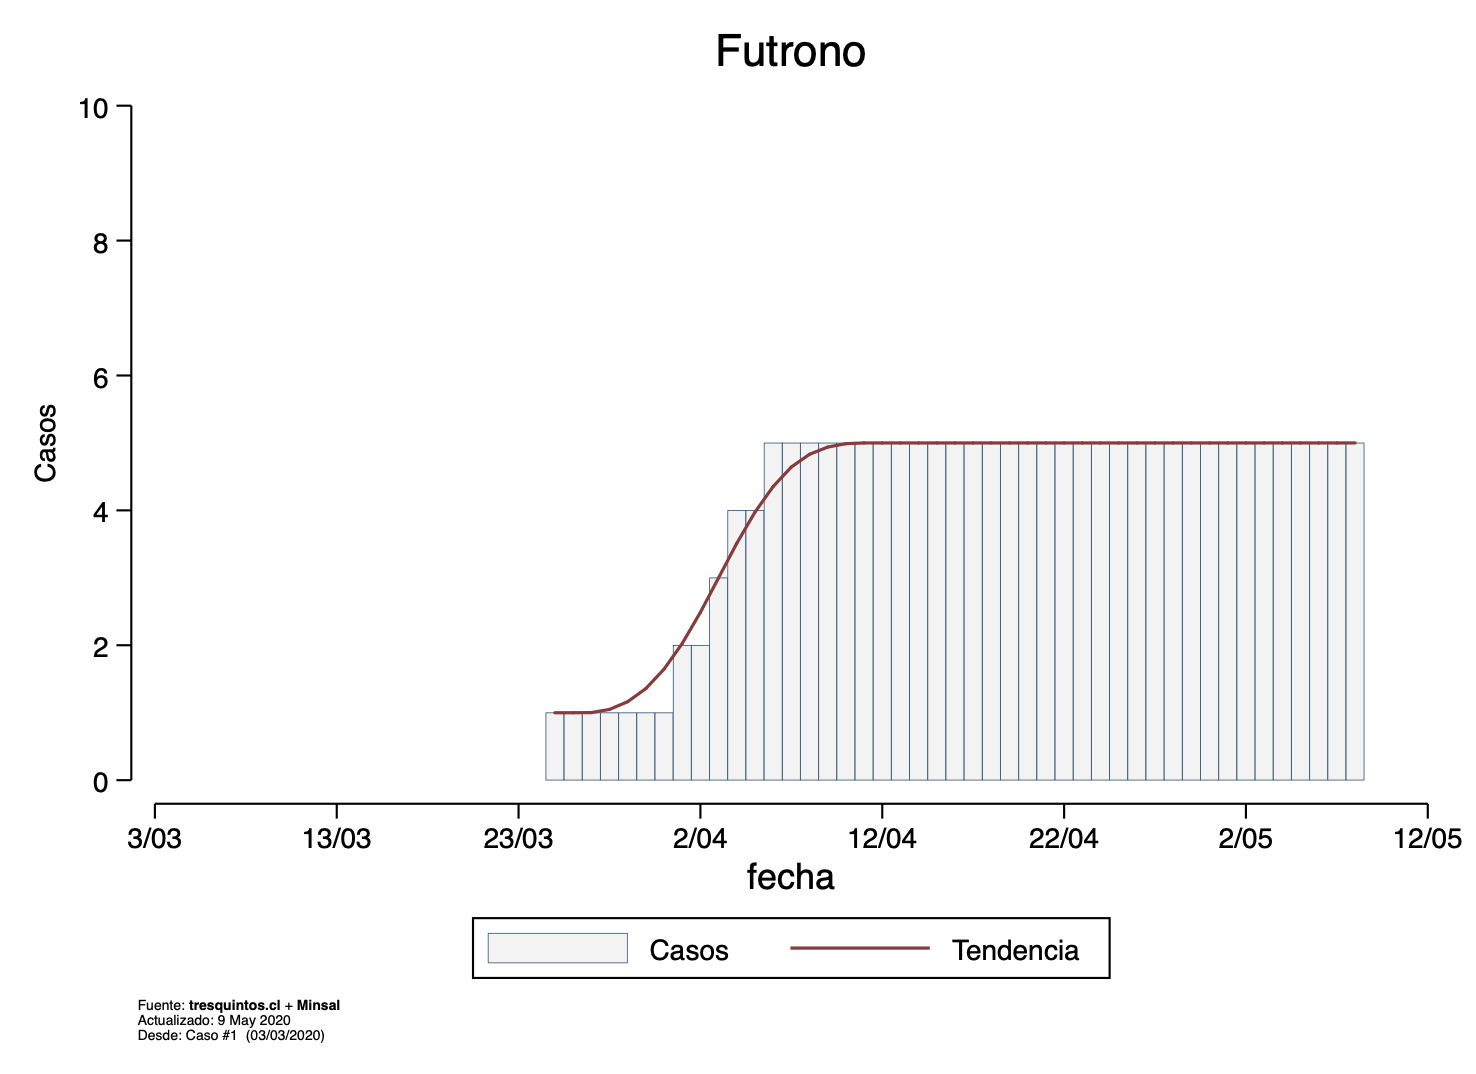 Futrono
10
8
6
4
2
0
Casos
3/03 13/03 23/03 2/04 12/04 22/04 2/05 12/05
fecha
Casos Tendencia
Fuente: tresquintos.cl + Minsal
Actualizado: 9 May 2020
Desde: Caso #1 (03/03/2020)